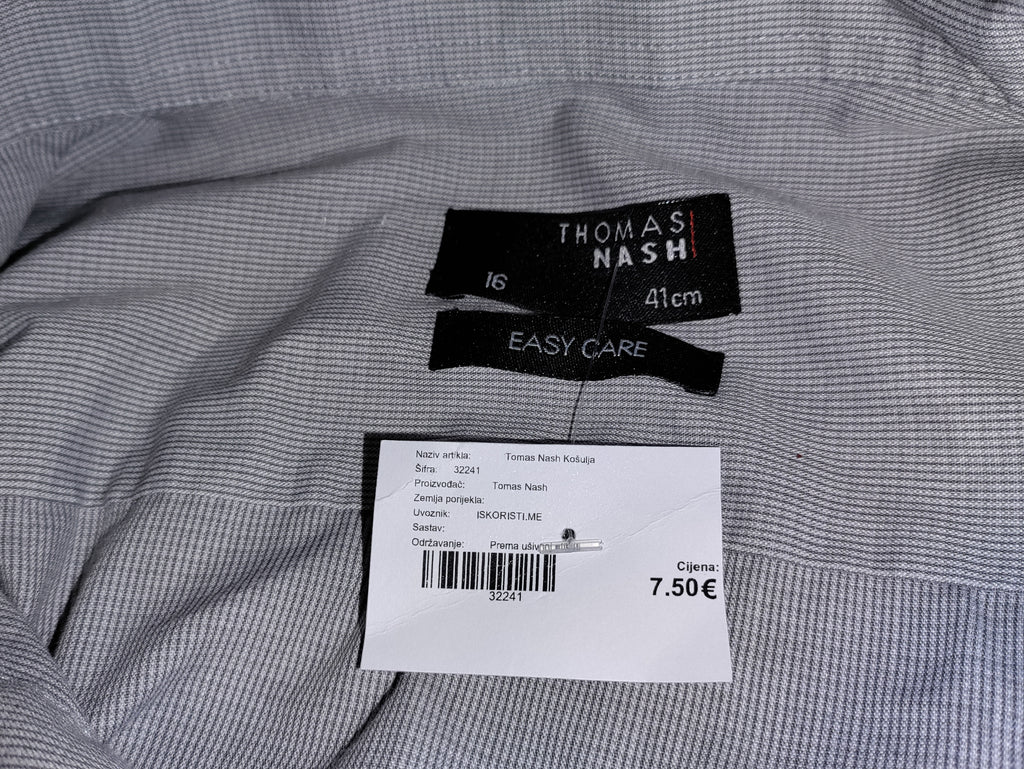 THOMAS
NASH
16
41cm
EASY CARE
Naziv artikla: Tomas Nash Košulja
Šifra: 32241
Proizvođač: Tomas Nash
Zemlja porijekla:
Uvoznik: ISKORISTI.ME
Sastav:
Održavanje: Prema
32241
Cijena:
7.50€